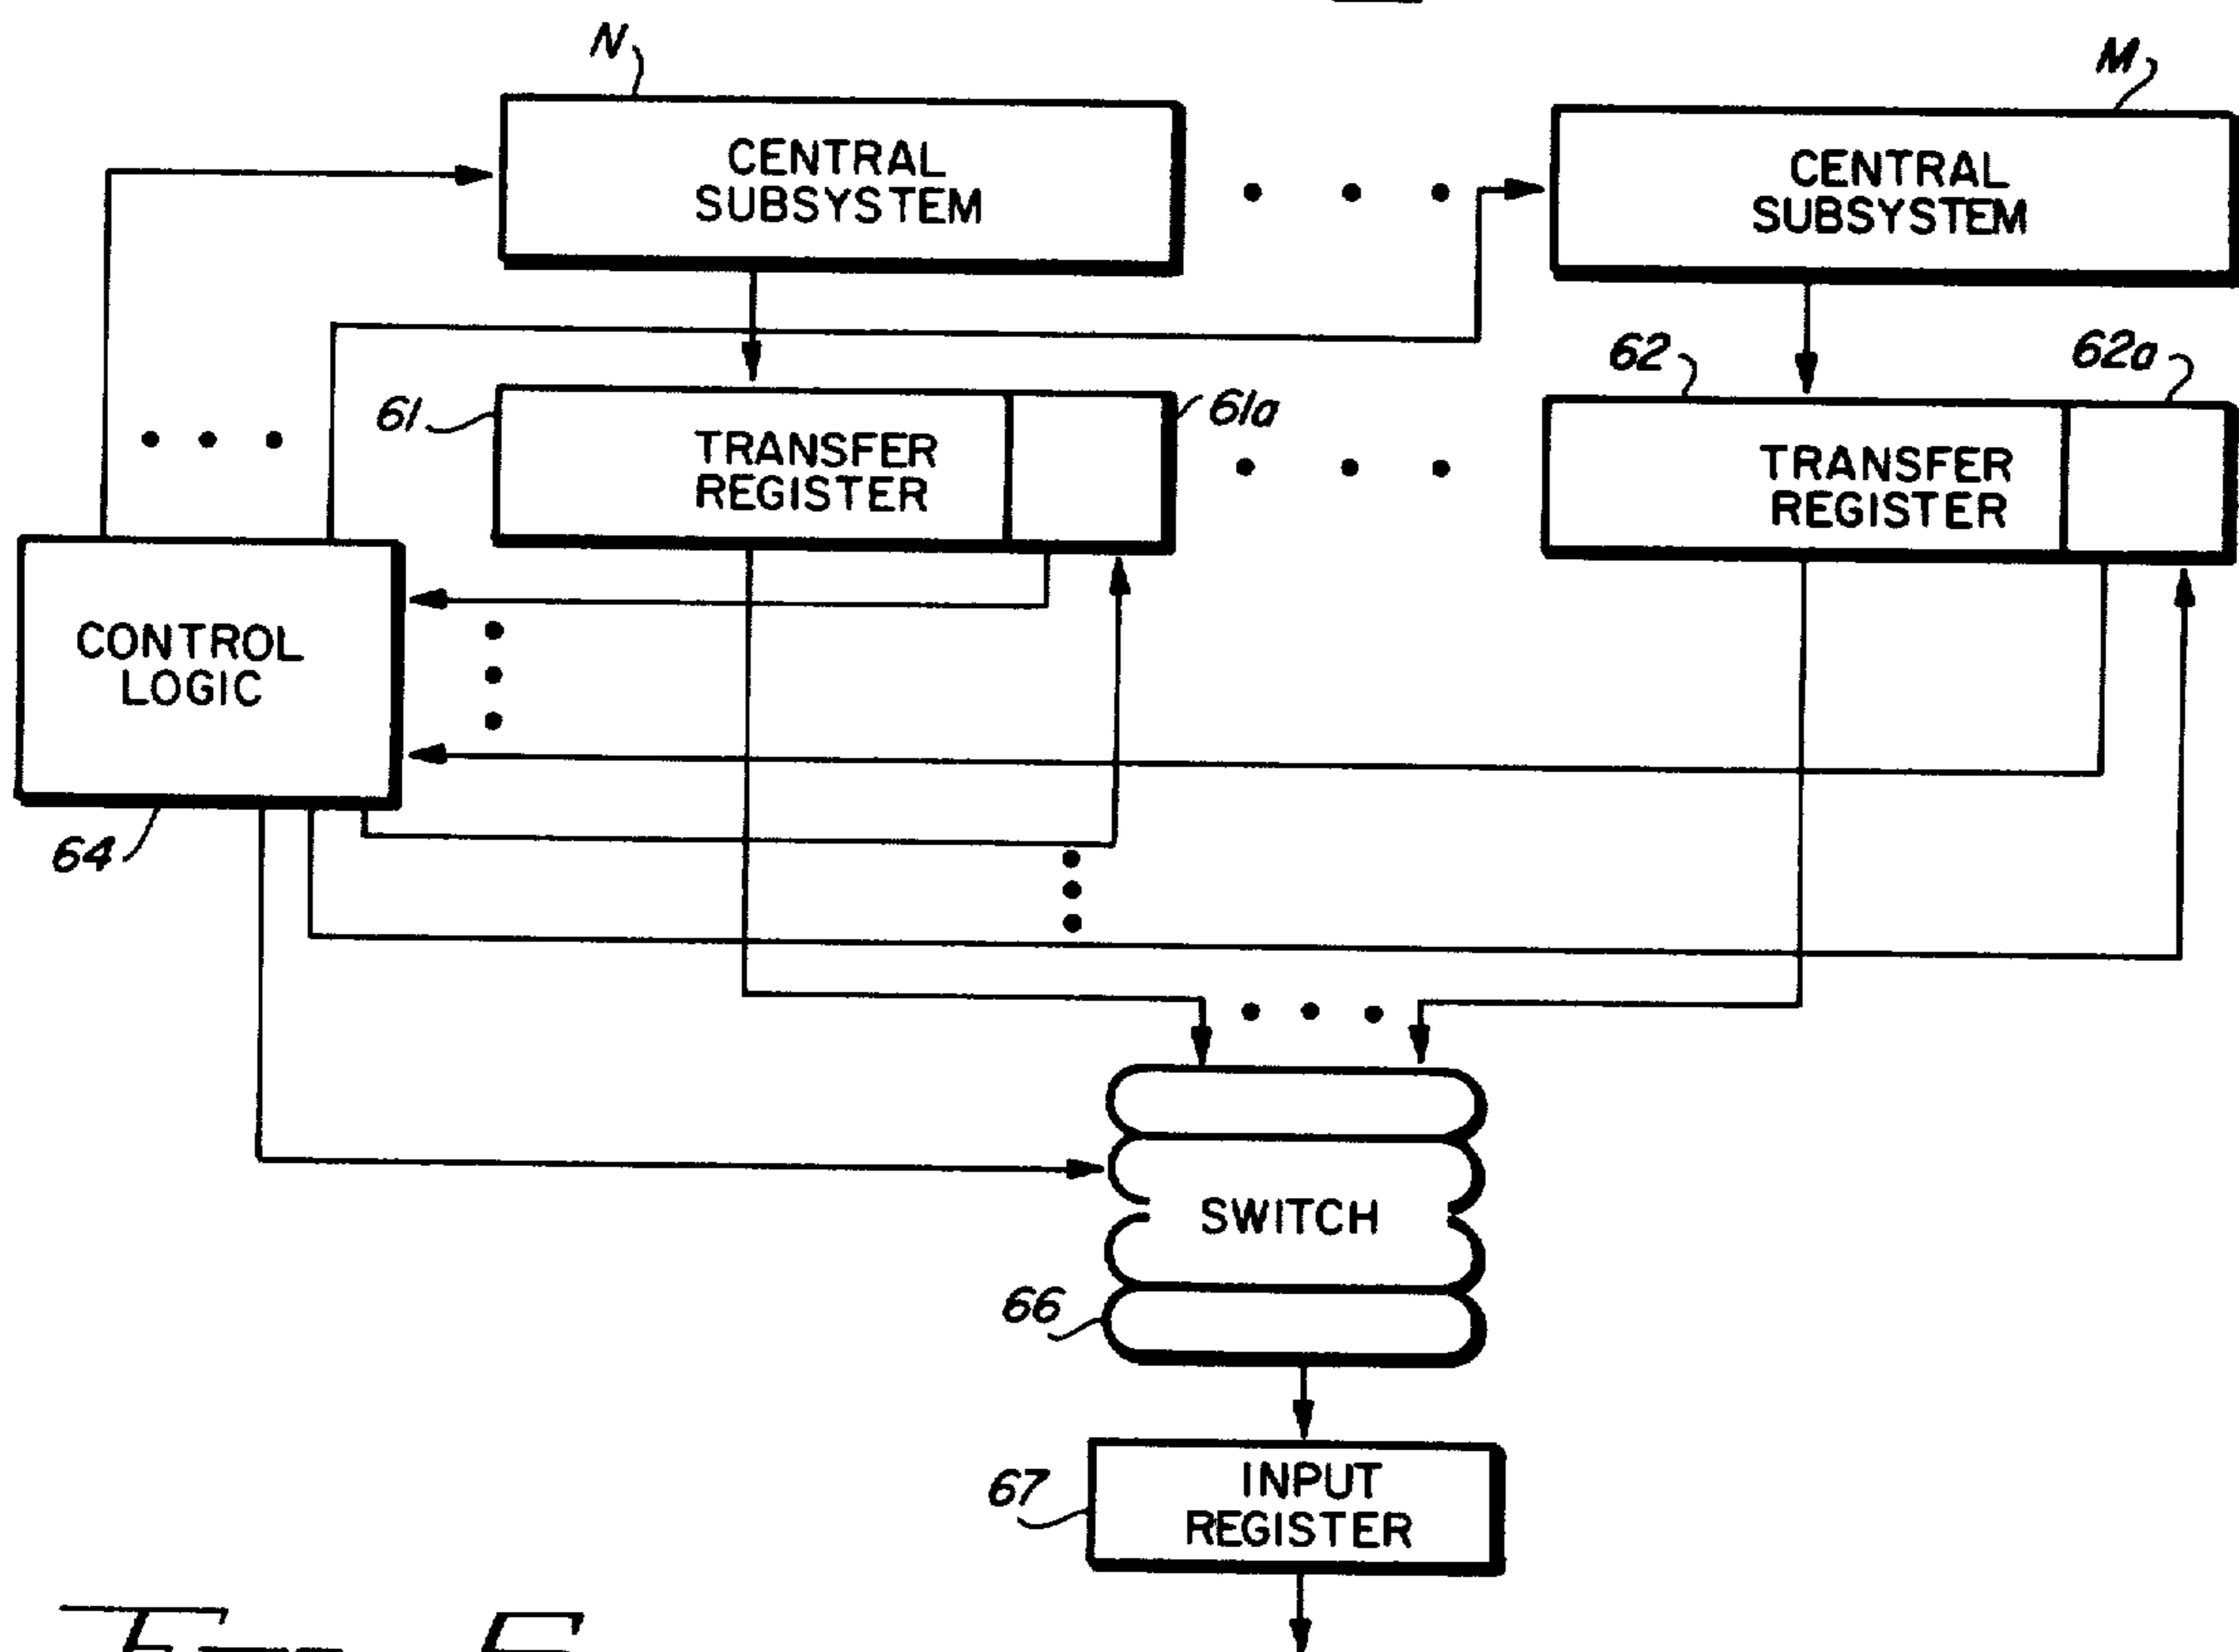 N
M
CENTRAL
SUBSYSTEM
CENTRAL
SUBSYSTEM
61
TRANSFER
REGISTER
61a
62
TRANSFER
REGISTER
62a
CONTROL
LOGIC
64
SWITCH
66
67
INPUT
REGISTER